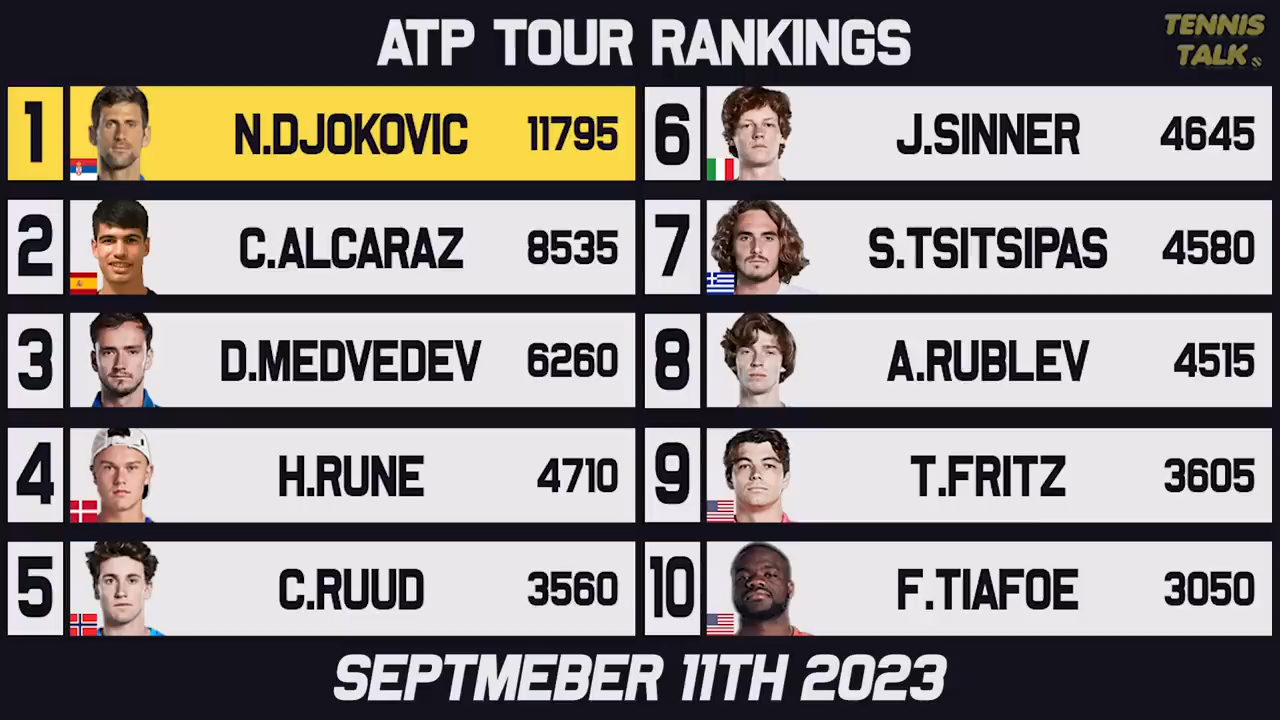 ATP TOUR RANKINGS
TENNIS
TALK
1 N.DJOKOVIC 11795
2 C.ALCARAZ 8535
3 D.MEDVEDEV 6260
4 H.RUNE 4710
5 C.RUUD 3560
6 J.SINNER 4645
7 S.TSITSIPAS 4580
8 A.RUBLEV 4515
9 T.FRITZ 3605
10 F.TIAFOE 3050
SEPTMEBER 11TH 2023